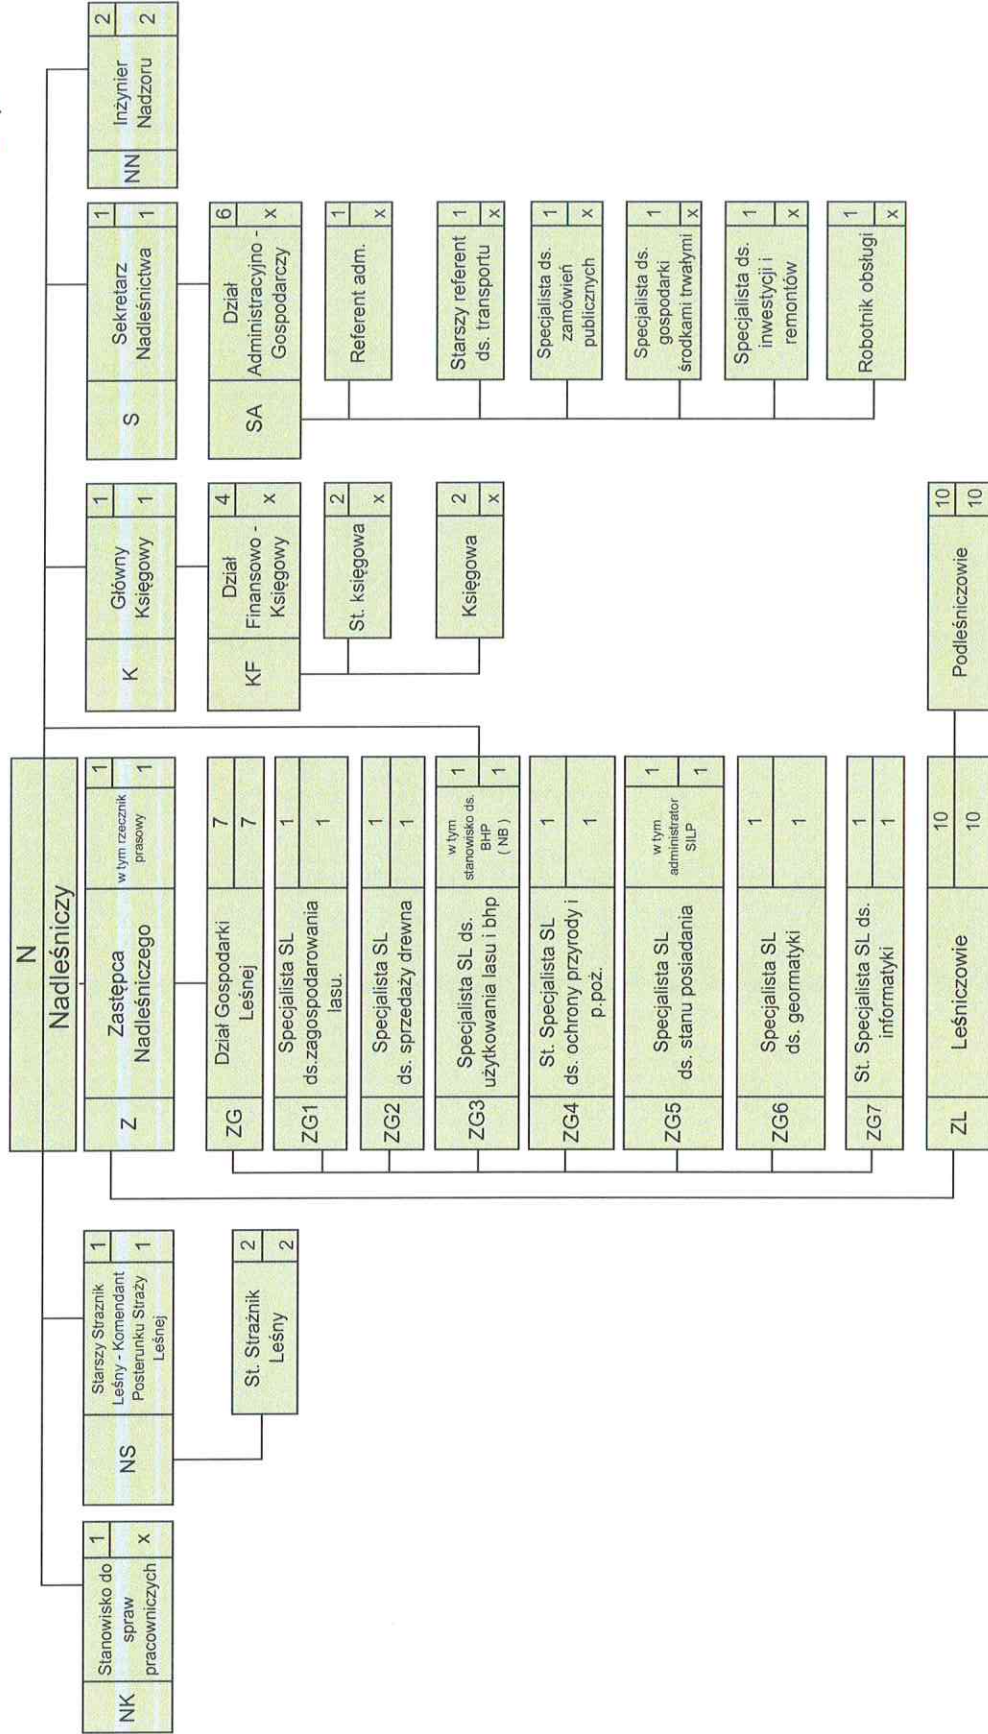 N
Nadleśniczy
NK
Stanowisko do
spraw
pracowniczych
1
x
NS
Starszy Strażnik
Leśny - Komendant
Posterunku Straży
Leśnej
1
1
St. Strażnik
Leśny
2
2
Z
Zastępca
Nadleśniczego
w tym rzecznik
prasowy
1
1
ZG
Dział Gospodarki
Leśnej
7
7
ZG1
Specjalista SL
ds.zagospodarowania
lasu.
1
1
ZG2
Specjalista SL
ds. sprzedaży drewna
1
1
ZG3
Specjalista SL ds.
użytkowania lasu i bhp
w tym
stanowisko ds.
BHP
( NB )
1
1
ZG4
St. Specjalista SL
ds. ochrony przyrody i
p.poż.
1
1
ZG5
Specjalista SL
ds. stanu posiadania
w tym
administrator
SILP
1
1
ZG6
Specjalista SL
ds. geormatyki
1
1
ZG7
St. Specjalista SL ds.
informatyki
1
1
ZL
Leśniczowie
10
10
Podleśniczowie
10
10
K
Główny
Księgowy
1
1
KF
Dział
Finansowo -
Księgowy
4
x
St. księgowa
2
x
Księgowa
2
x
S
Sekretarz
Nadleśnictwa
1
1
SA
Dział
Administracyjno -
Gospodarczy
6
x
Referent adm.
1
x
Starszy referent
ds. transportu
1
x
Specjalista ds.
zamówień
publicznych
1
x
Specjalista ds.
gospodarki
środkami trwałymi
1
x
Specjalista ds.
inwestycji i
remontów
1
x
Robotnik obsługi
1
x
NN
Inżynier
Nadzoru
2
2